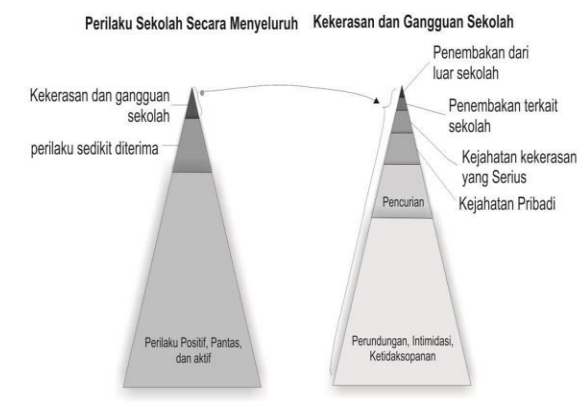 Perilaku Sekolah Secara Menyeluruh
Kekerasan dan Gangguan Sekolah
Kekerasan dan gangguan
sekolah
perilaku sedikit diterima
Perilaku Positif, Pantas,
dan aktif
Penembakan dari
luar sekolah
Penembakan terkait
sekolah
Kejahatan kekerasan
yang Serius
Kejahatan Pribadi
Pencurian
Perundungan, Intimidasi,
Ketidaksopanan